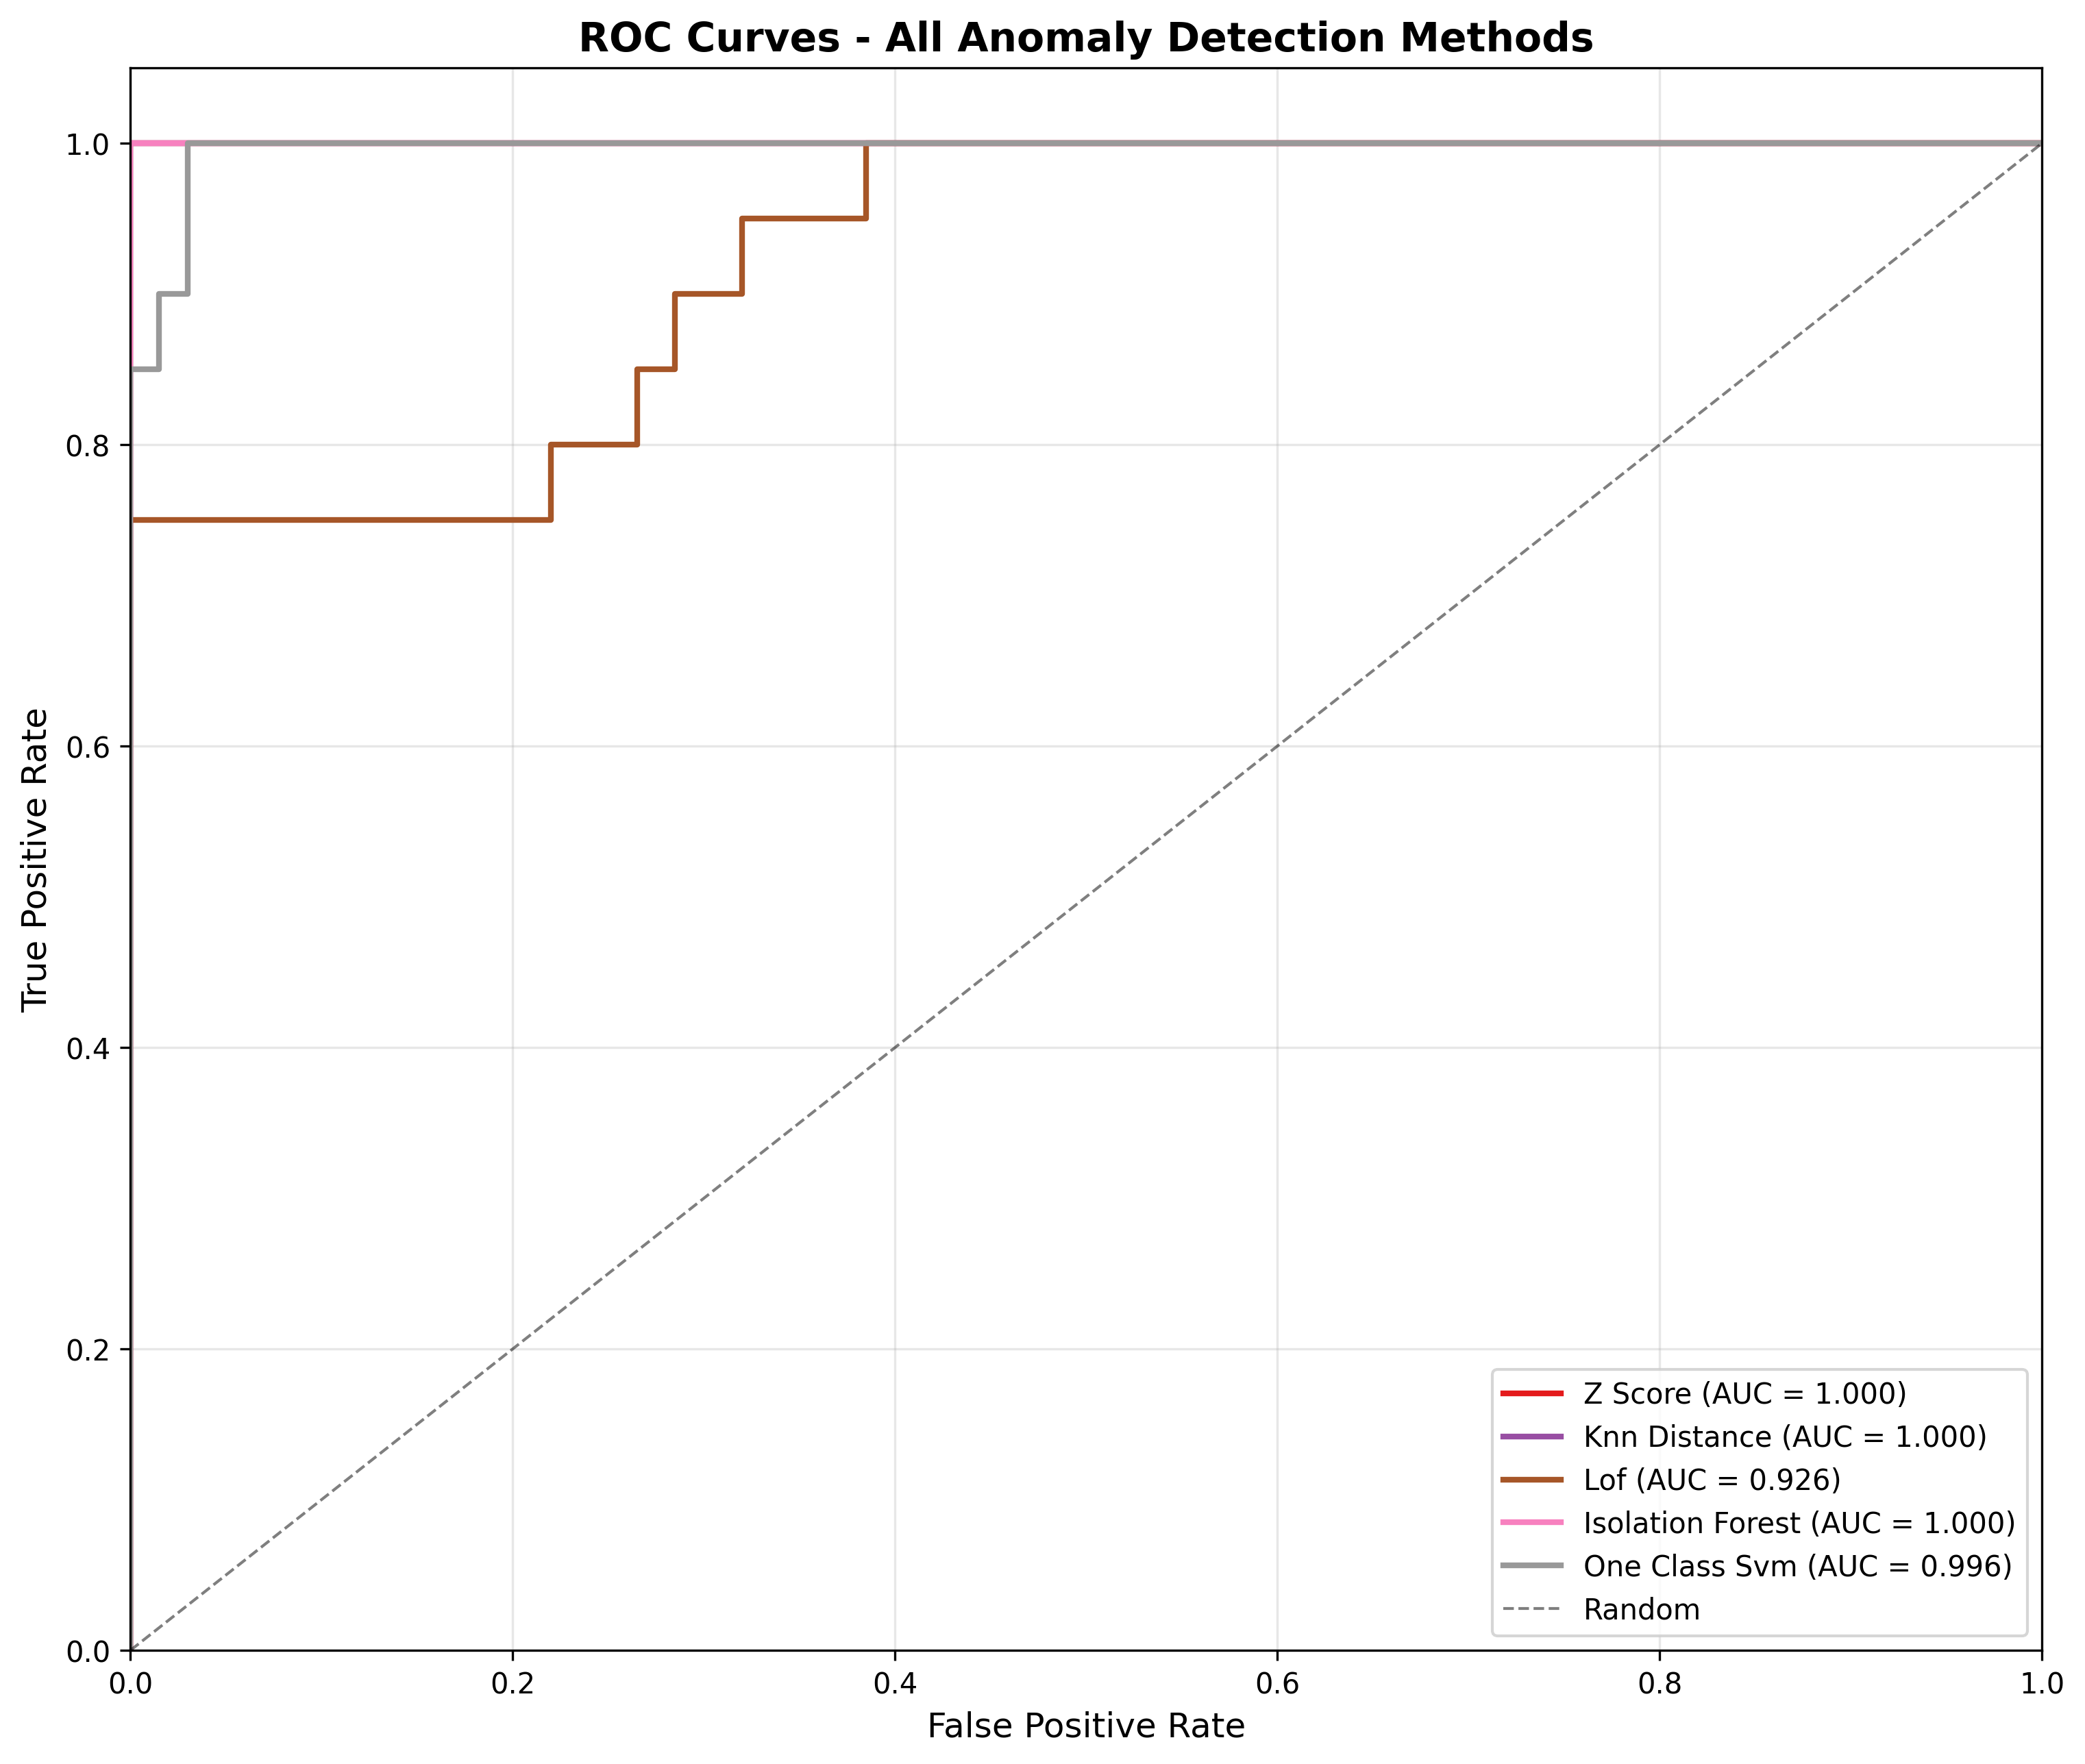 ROC Curves - All Anomaly Detection Methods
True Positive Rate
1.0
0.8
0.6
0.4
0.2
0.0
0.0 0.2 0.4 0.6 0.8 1.0
False Positive Rate
Z Score (AUC = 1.000)
Knn Distance (AUC = 1.000)
Lof (AUC = 0.926)
Isolation Forest (AUC = 1.000)
One Class Svm (AUC = 0.996)
Random